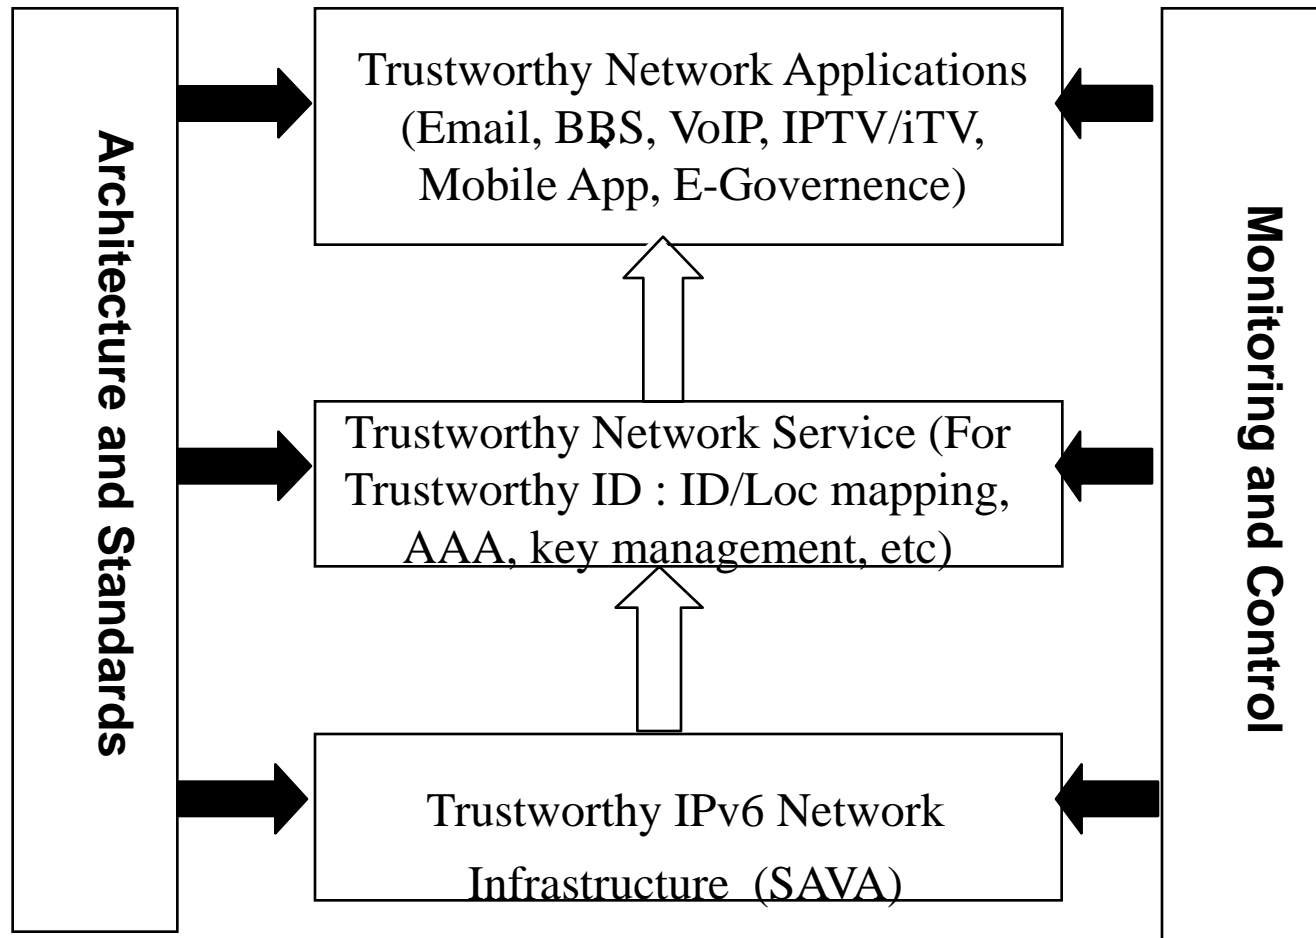 Architecture and Standards
Trustworthy Network Applications
(Email, BBS, VoIP, IPTV/iTV,
Mobile App, E-Governence)
Trustworthy Network Service (For
Trustworthy ID : ID/Loc mapping,
AAA, key management, etc)
Trustworthy IPv6 Network
Infrastructure (SAVA)
Monitoring and Control